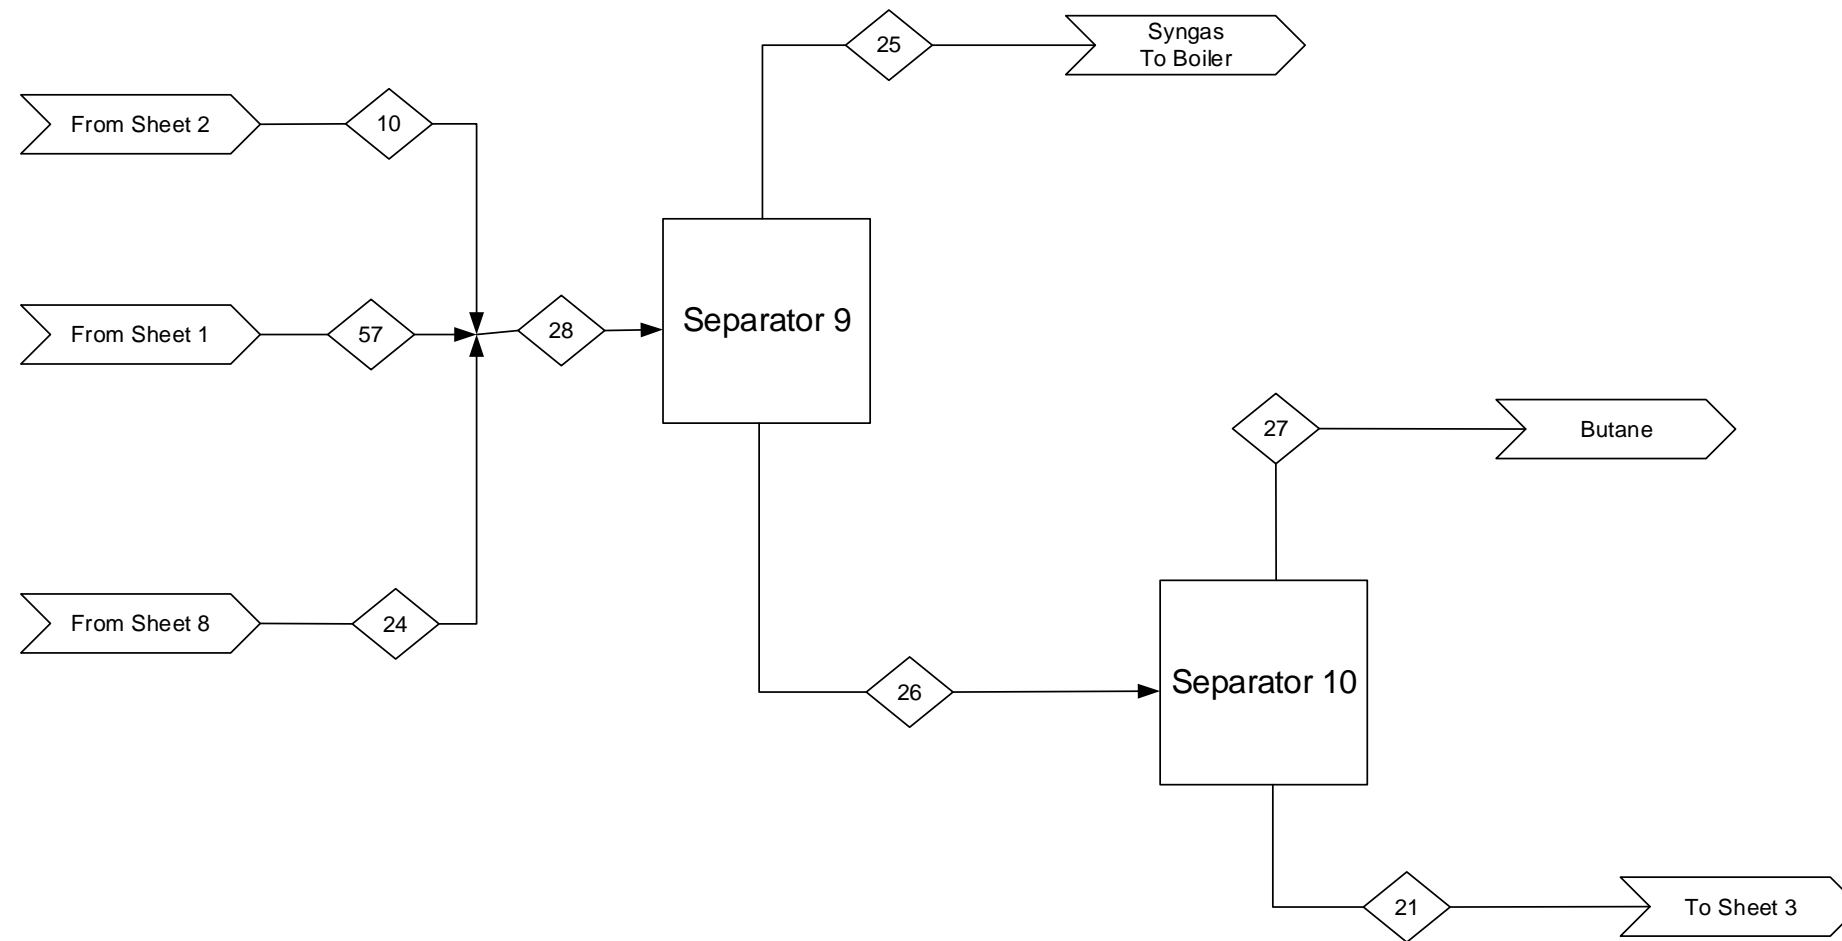 25
Syngas
To Boiler
From Sheet 2
10
From Sheet 1
57
28
Separator 9
27
Butane
From Sheet 8
24
26
Separator 10
21
To Sheet 3